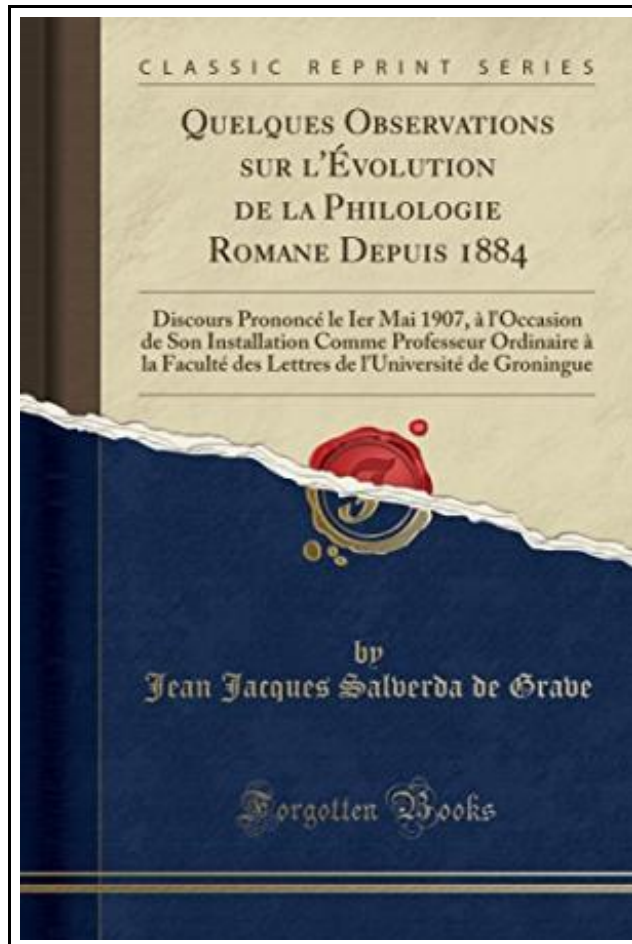 CLASSIC REPRINT SERIES
QUELQUES OBSERVATIONS
SUR L'ÉVOLUTION
DE LA PHILOLOGIE
ROMANE DEPUIS 1884
Discours Prononcé le Ier Mai 1907, à l'Occasion
de Son Installation Comme Professeur Ordinaire à
la Faculté des Lettres de l'Université de Groningue
by
Jean Jacques Salverda de Grave
Forgotten Books